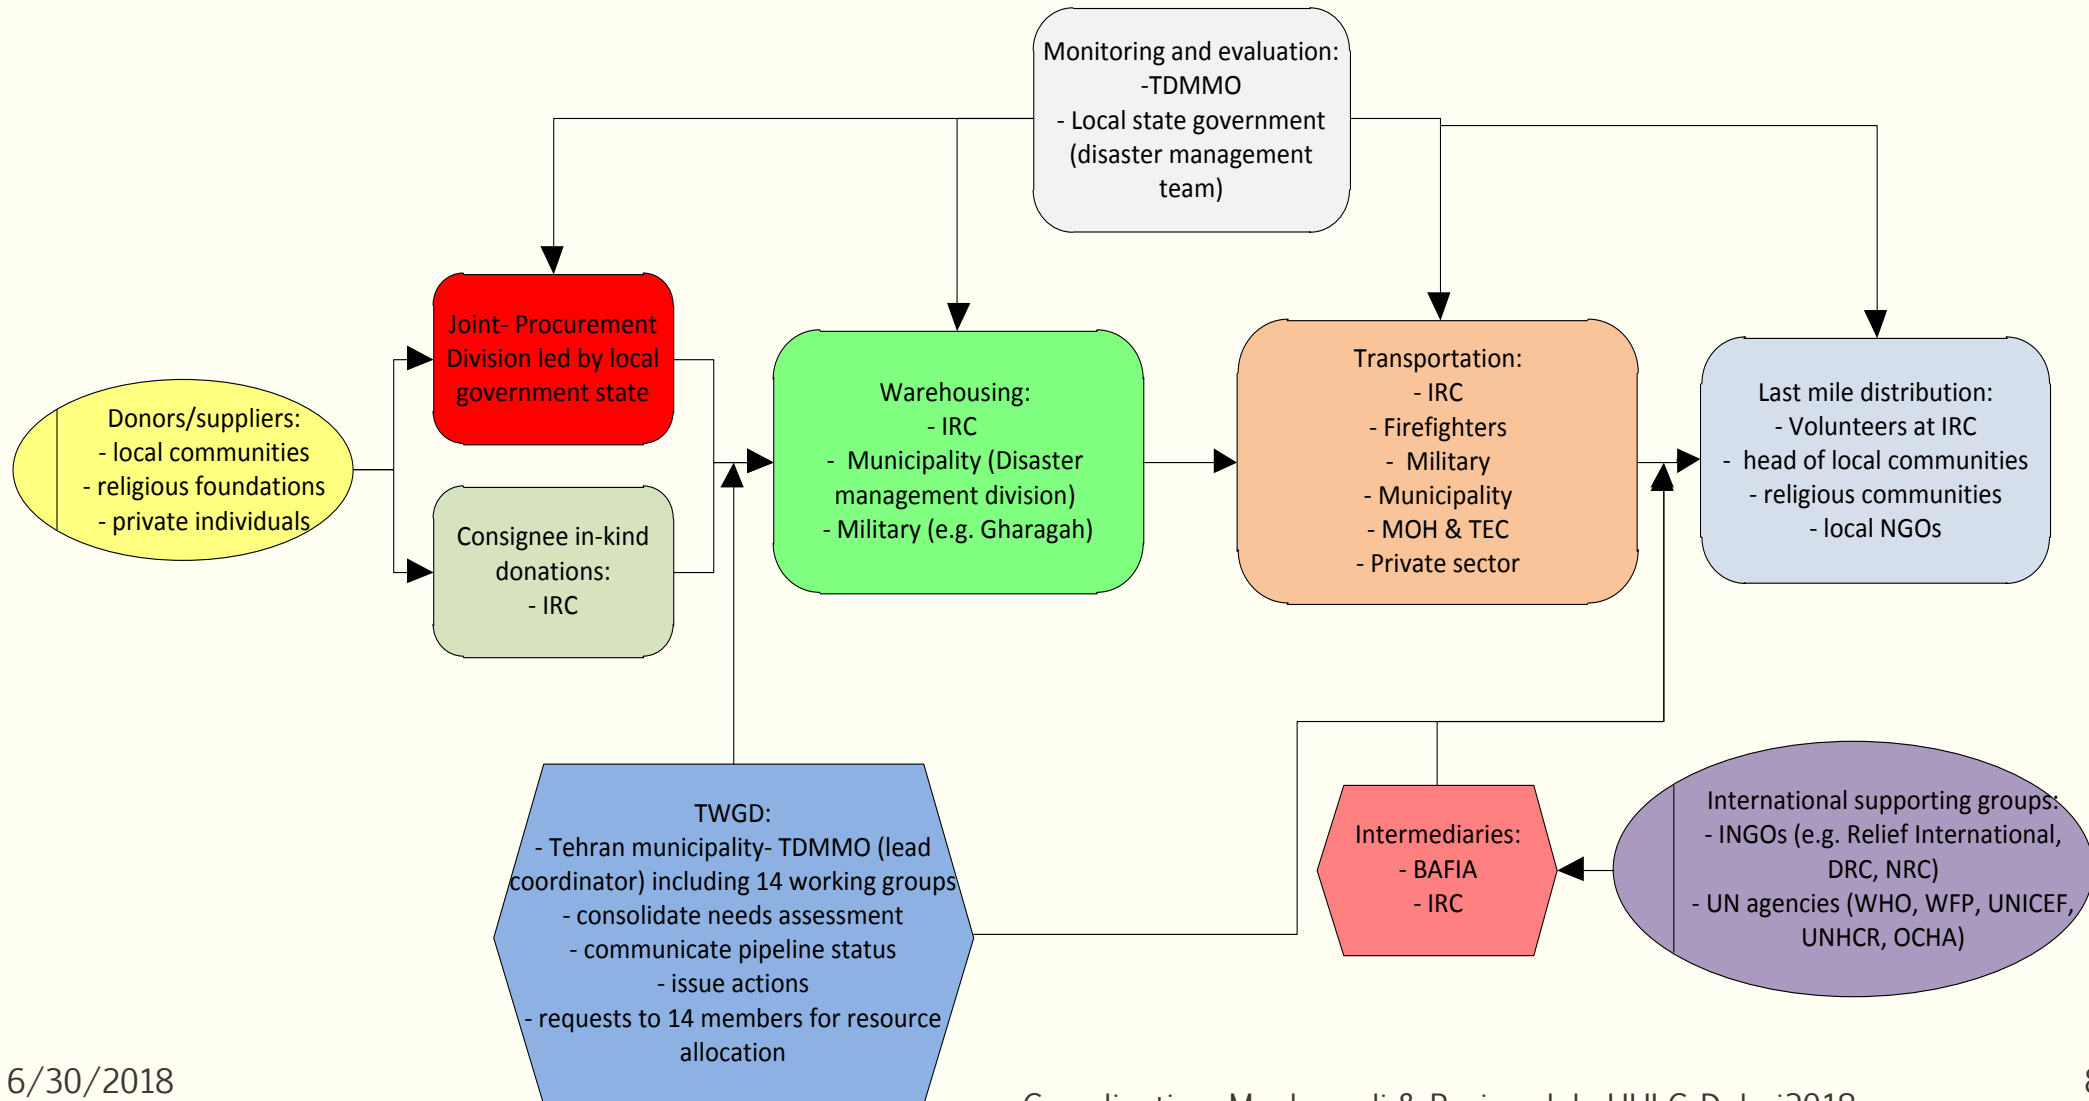 Monitoring and evaluation:
-TDMMO
- Local state government
(disaster management
team)
Joint- Procurement
Division led by local
government state
Donors/suppliers:
- local communities
- religious foundations
- private individuals
Consignee in-kind
donations:
- IRC
Warehousing:
- IRC
- Municipality (Disaster
management division)
- Military (e.g. Gharagah)
Transportation:
- IRC
- Firefighters
- Military
- Municipality
- MOH & TEC
- Private sector
Last mile distribution:
- Volunteers at IRC
- head of local communities
- religious communities
- local NGOs
TWGD:
- Tehran municipality- TDMMO (lead
coordinator) including 14 working groups
- consolidate needs assessment
- communicate pipeline status
- issue actions
- requests to 14 members for resource
allocation
Intermediaries:
- BAFIA
- IRC
International supporting groups:
- INGOs (e.g. Relief International,
DRC, NRC)
- UN agencies (WHO, WFP, UNICEF,
UNHCR, OCHA)
6/30/2018